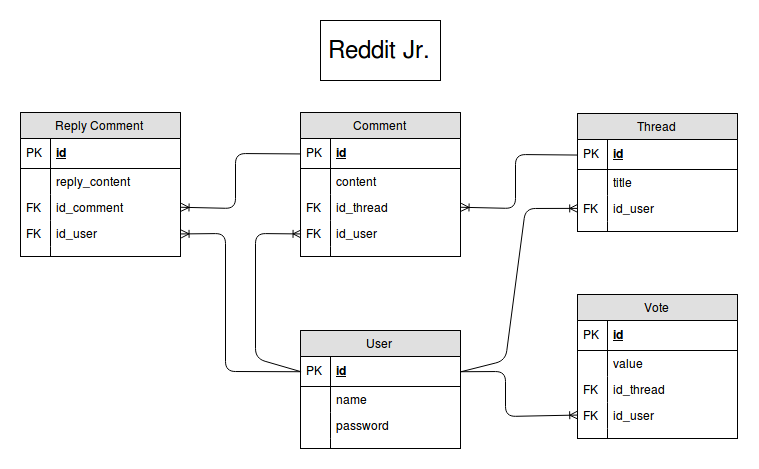 Reddit Jr.
Reply Comment
PK id
reply_content
FK id_comment
FK id_user
Comment
PK id
content
FK id_thread
FK id_user
Thread
PK id
title
FK id_user
User
PK id
name
password
Vote
PK id
value
FK id_thread
FK id_user